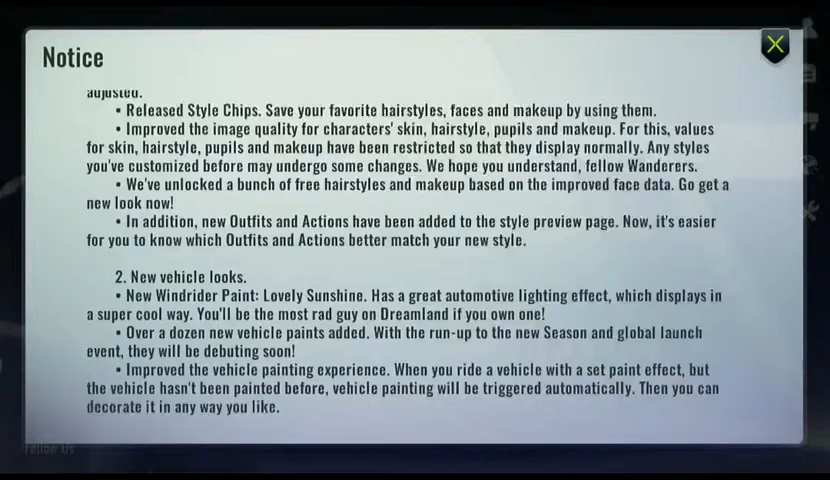 Notice
adjusted.
• Released Style Chips. Save your favorite hairstyles, faces and makeup by using them.
• Improved the image quality for characters' skin, hairstyle, pupils and makeup. For this, values
for skin, hairstyle, pupils and makeup have been restricted so that they display normally. Any styles
you've customized before may undergo some changes. We hope you understand, fellow Wanderers.
• We've unlocked a bunch of free hairstyles and makeup based on the improved face data. Go get a
new look now!
• In addition, new Outfits and Actions have been added to the style preview page. Now, it's easier
for you to know which Outfits and Actions better match your new style.
2. New vehicle looks.
• New Windrider Paint: Lovely Sunshine. Has a great automotive lighting effect, which displays in
a super cool way. You'll be the most rad guy on Dreamland if you own one!
• Over a dozen new vehicle paints added. With the run-up to the new Season and global launch
event, they will be debuting soon!
• Improved the vehicle painting experience. When you ride a vehicle with a set paint effect, but
the vehicle hasn't been painted before, vehicle painting will be triggered automatically. Then you can
decorate it in any way you like.
Follow Us